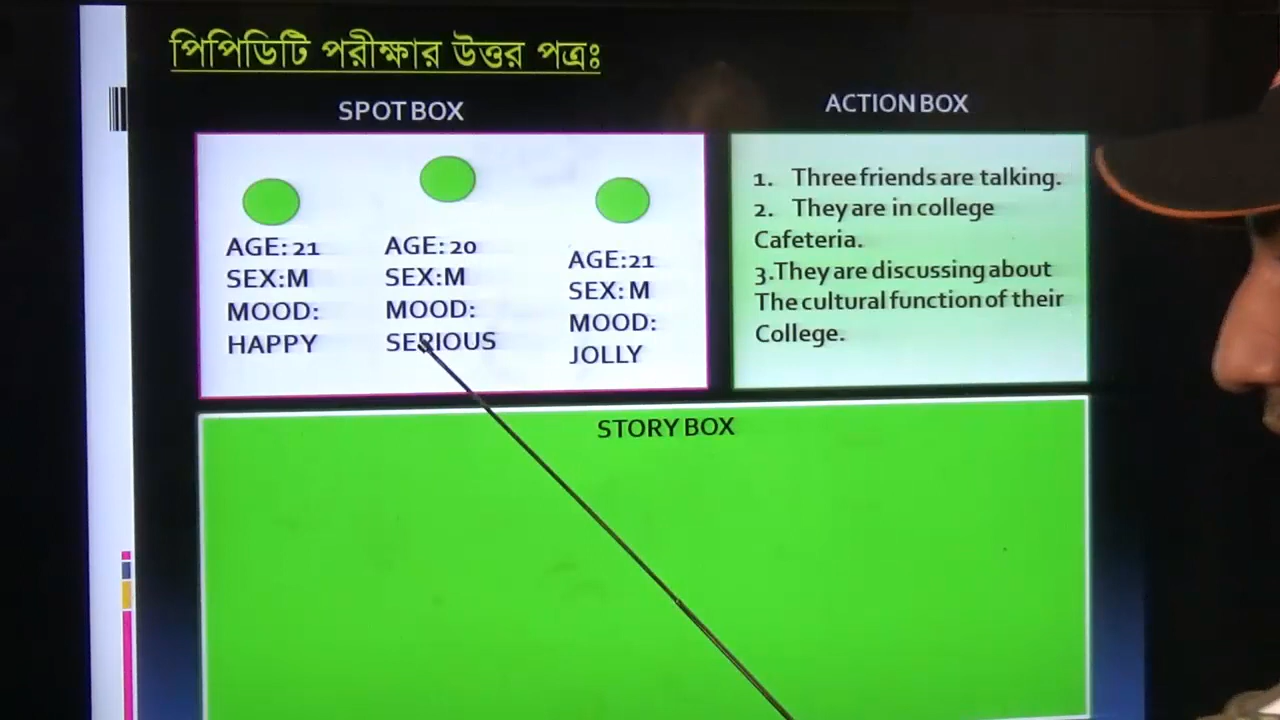 পিপিডিটি পরীক্ষার উত্তর পত্রঃ
SPOT BOX
ACTION BOX
AGE: 21
SEX:M
MOOD:
HAPPY
AGE: 20
SEX:M
MOOD:
SERIOUS
AGE:21
SEX: M
MOOD:
JOLLY
1. Three friends are talking.
2. They are in college
Cafeteria.
3.They are discussing about
The cultural function of their
College.
STORY BOX